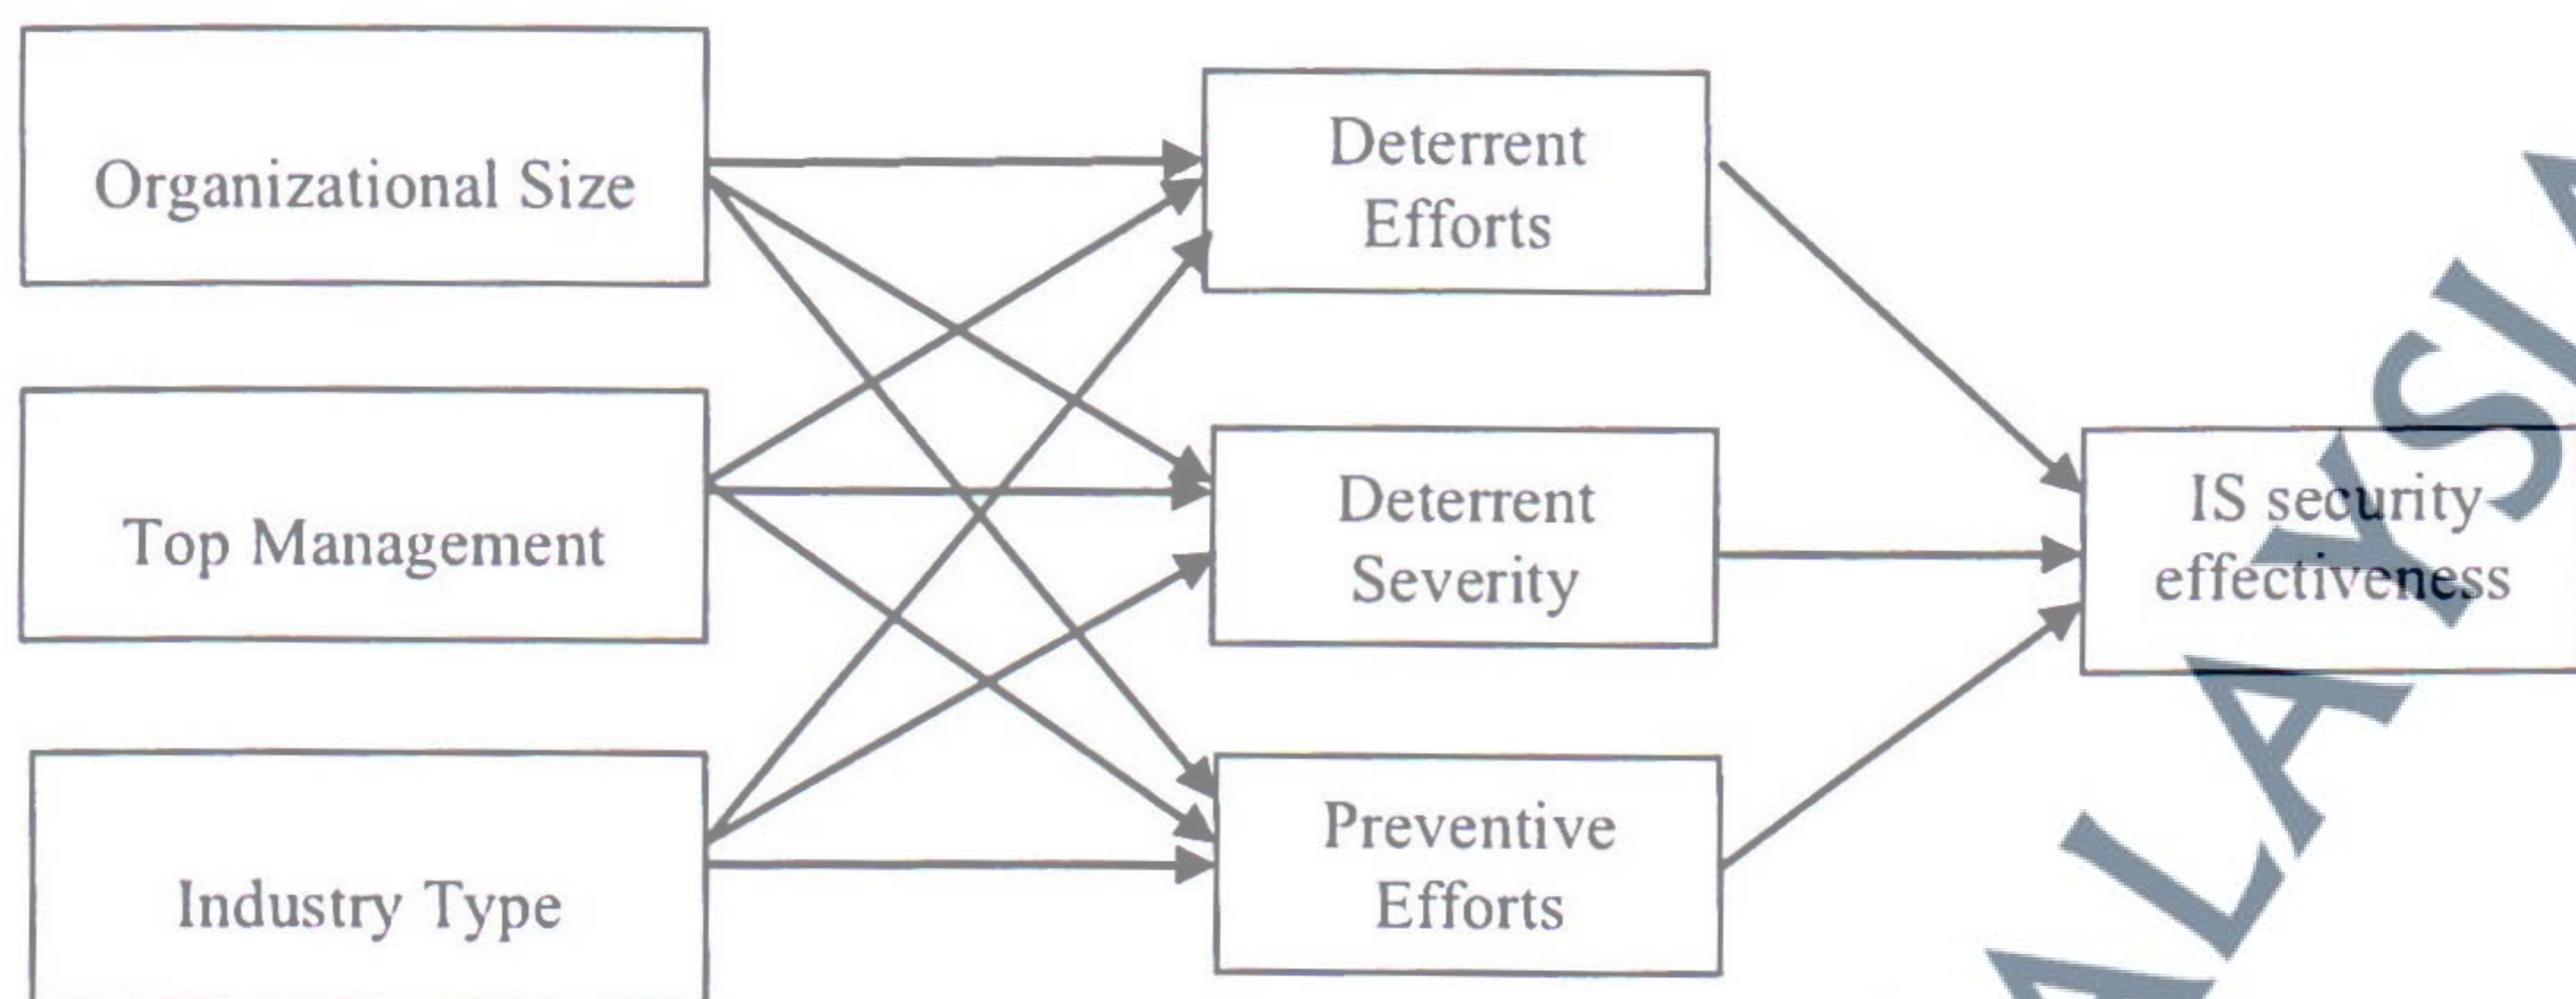 Organizational Size
Deterrent
Efforts
Top Management
Deterrent
Severity
IS security
effectiveness
Industry Type
Preventive
Efforts